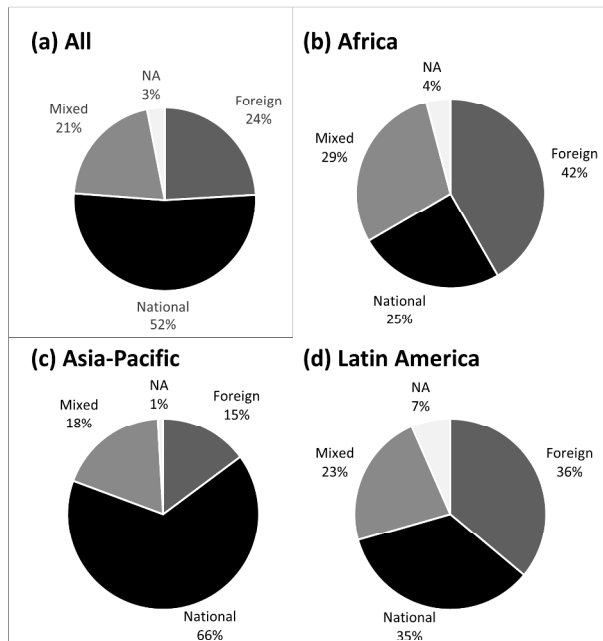 (a) All
NA
3%
Foreign
24%
Mixed
21%
National
52%
(b) Africa
NA
4%
Foreign
42%
Mixed
29%
National
25%
(c) Asia-Pacific
NA
1%
Foreign
15%
Mixed
18%
National
66%
(d) Latin America
NA
7%
Foreign
36%
Mixed
23%
National
35%